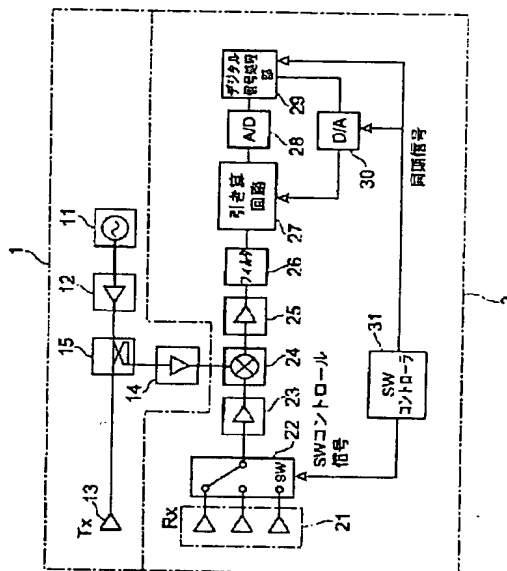 1
11
12
15
13
Tx
14
デジタル
信号処理
部
29
A/D
28
引き算
回路
27
フィルタ
26
25
24
23
22
SW
SWコントロール
信号
Rx
21
D/A
30
同期信号
31
SW
コントローラ
2